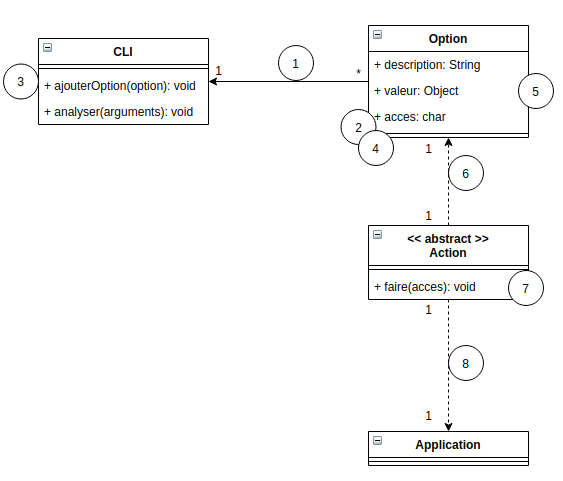 CLI
+ ajouterOption(option): void
+ analyser(arguments): void
3
1
1
*
Option
+ description: String
+ valeur: Object
+ acces: char
5
2
4
1
6
1
<< abstract >>
Action
+ faire(acces): void
7
1
8
1
Application